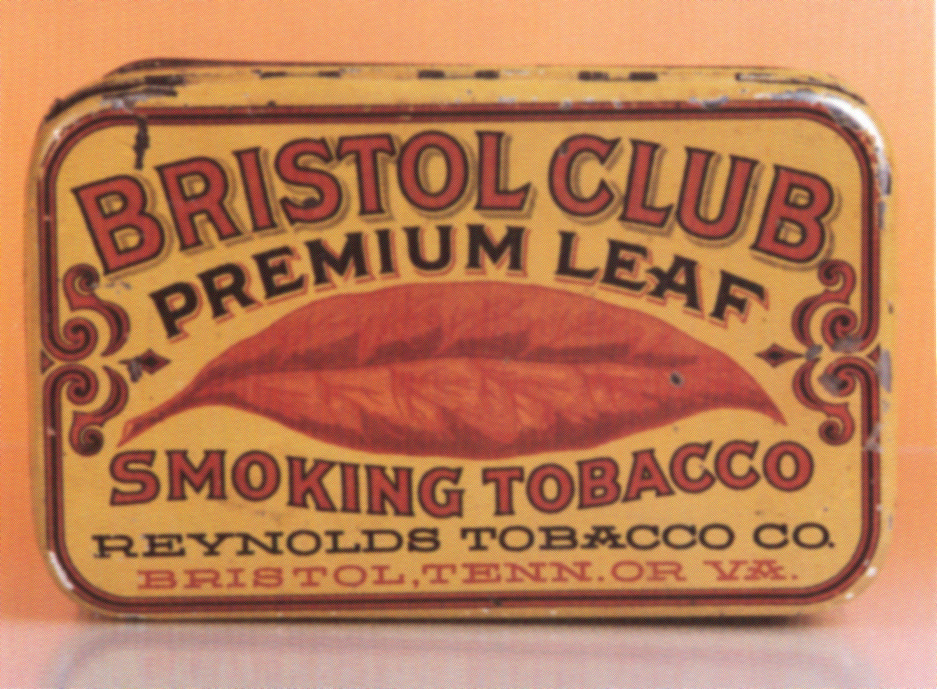 BRISTOL CLUB
PREMIUM LEAF
SMOKING TOBACCO
REYNOLDS TOBACCO CO.
BRISTOL, TENN. OR VA.